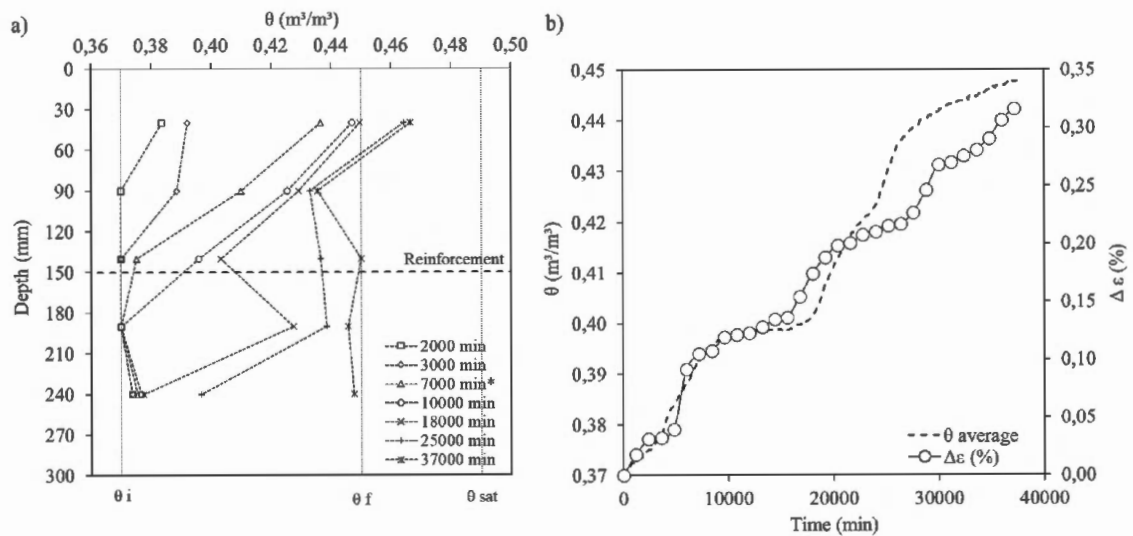 a)
θ (m³/m³)
0,36 0,38 0,40 0,42 0,44 0,46 0,48 0,50
0
30
60
90
120
150
180
210
240
270
300
Depth (mm)
Reinforcement
2000 min
3000 min
7000 min*
10000 min
18000 min
25000 min
37000 min
θ i
θ f
θ sat
b)
0,45
0,44
0,43
0,42
0,41
0,40
0,39
0,38
0,37
θ (m³/m³)
0,35
0,30
0,25
0,20
0,15
0,10
0,05
0,00
Δ ε (%)
θ average
Δε (%)
0 10000 20000 30000 40000
Time (min)